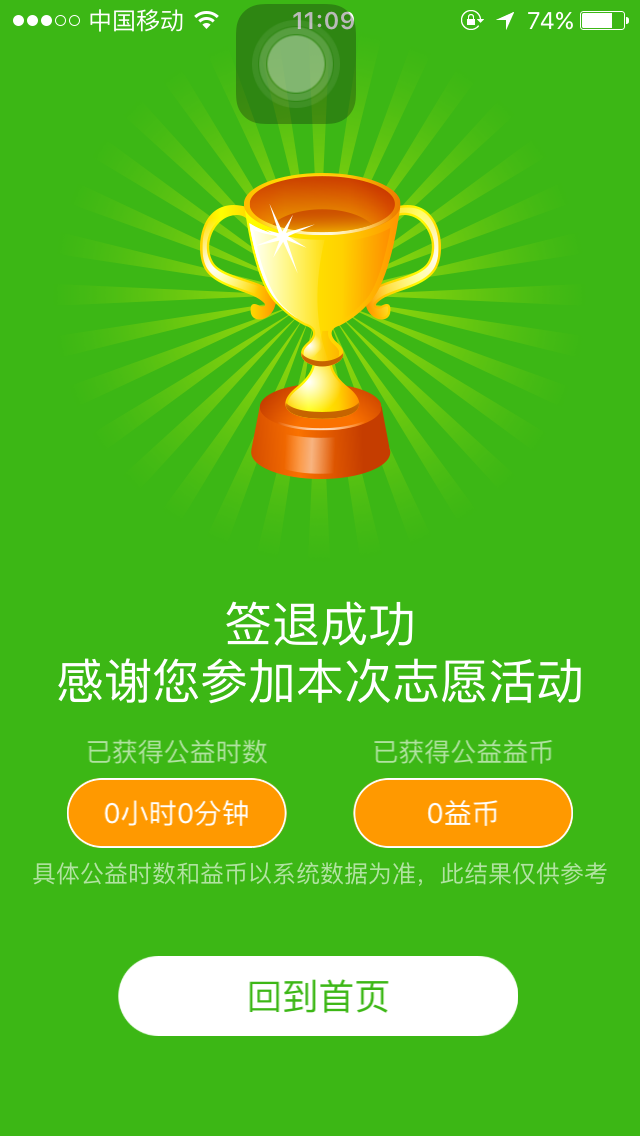 中国移动 11:09 74%
签退成功
感谢您参加本次志愿活动
已获得公益时数 已获得公益益币
0小时0分钟 0益币
具体公益时数和益币以系统数据为准，此结果仅供参考
回到首页